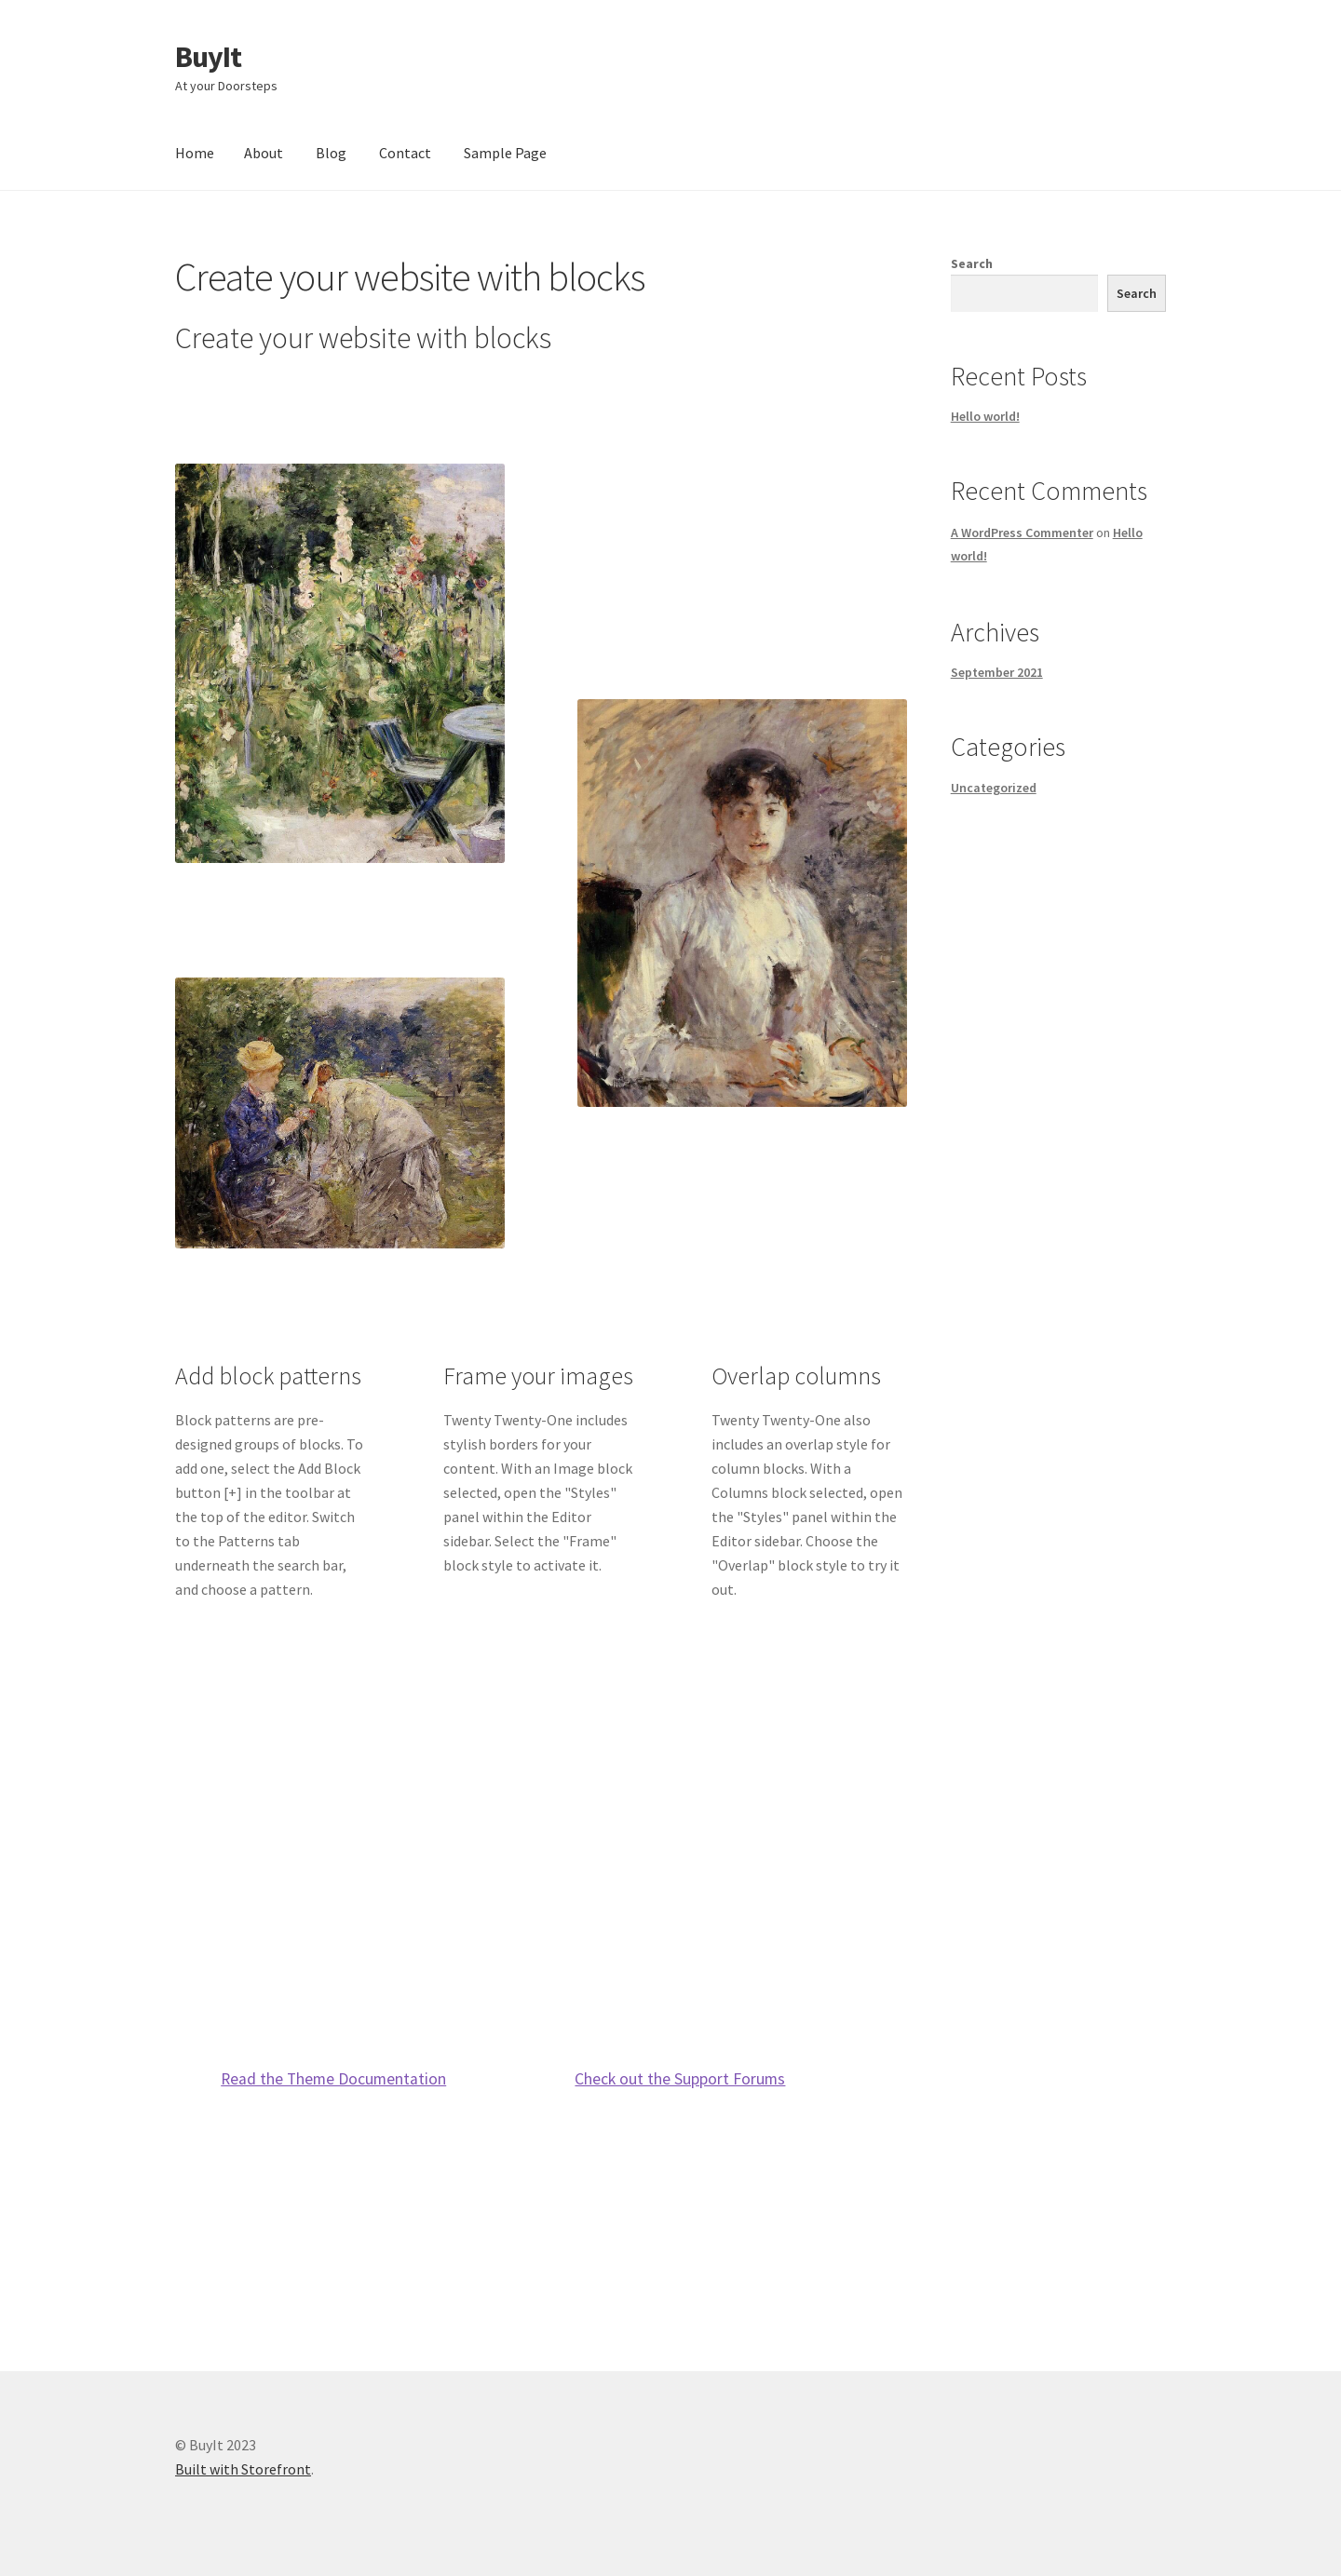 BuyIt
At your Doorsteps
Home About Blog Contact Sample Page
Create your website with blocks
Create your website with blocks
Search
Search
Recent Posts
Hello world!
Recent Comments
A WordPress Commenter on Hello
world!
Archives
September 2021
Categories
Uncategorized
Add block patterns
Block patterns are pre-
designed groups of blocks. To
add one, select the Add Block
button [+] in the toolbar at
the top of the editor. Switch
to the Patterns tab
underneath the search bar,
and choose a pattern.
Frame your images
Twenty Twenty-One includes
stylish borders for your
content. With an Image block
selected, open the "Styles"
panel within the Editor
sidebar. Select the "Frame"
block style to activate it.
Overlap columns
Twenty Twenty-One also
includes an overlap style for
column blocks. With a
Columns block selected, open
the "Styles" panel within the
Editor sidebar. Choose the
"Overlap" block style to try it
out.
Read the Theme Documentation
Check out the Support Forums
© BuyIt 2023
Built with Storefront.